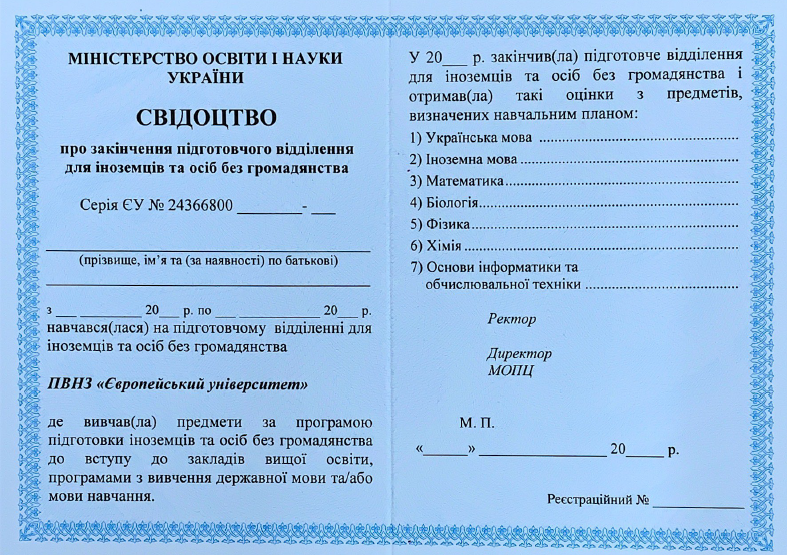 МІНІСТЕРСТВО ОСВІТИ І НАУКИ
УКРАЇНИ
СВІДОЦТВО
про закінчення підготовчого відділення
для іноземців та осіб без громадянства
Серія ЄУ № 24366800 ________-___
(прізвище, ім’я та (за наявності) по батькові)
з ___ _________ 20___ р. по ___ __________ 20___ р.
навчався(лася) на підготовчому відділенні для
іноземців та осіб без громадянства
ПВНЗ «Європейський університет»
де вивчав(ла) предмети за програмою
підготовки іноземців та осіб без громадянства
до вступу до закладів вищої освіти,
програмами з вивчення державної мови та/або
мови навчання.
У 20___ р. закінчив(ла) підготовче відділення
для іноземців та осіб без громадянства і
отримав(ла) такі оцінки з предметів,
визначених навчальним планом:
1) Українська мова ..............................
2) Іноземна мова..............................
3) Математика..............................
4) Біологія..............................
5) Фізика..............................
6) Хімія..............................
7) Основи інформатики та
обчислювальної техніки ....................
Ректор
Директор
МОПЦ
М. П.
«______» _________________ 20_____ р.
Реєстраційний № ____________